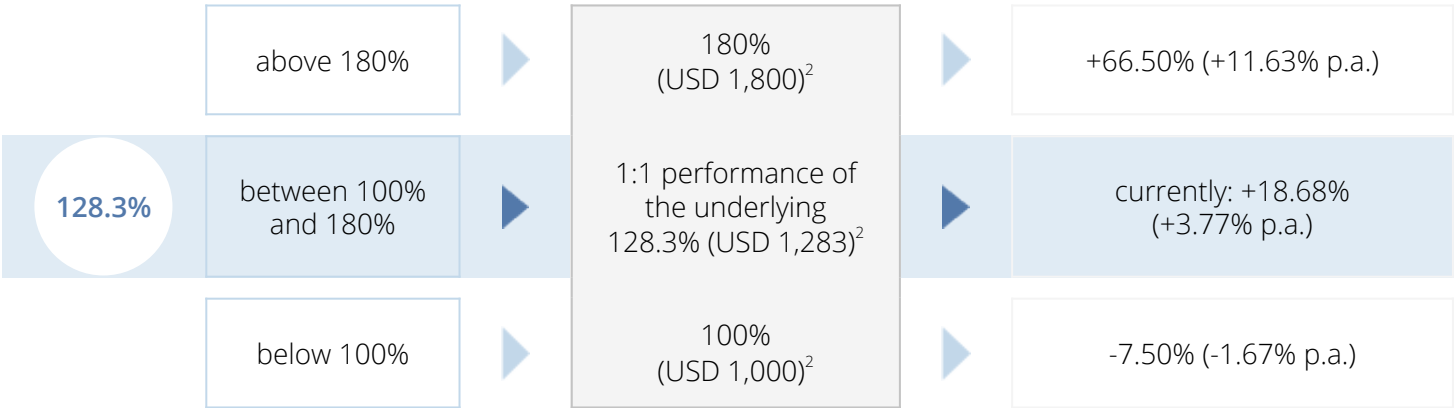 above 180%
180%
(USD 1,800)²
+66.50% (+11.63% p.a.)
128.3%
between 100%
and 180%
1:1 performance of
the underlying
128.3% (USD 1,283)²
currently: +18.68%
(+3.77% p.a.)
below 100%
100%
(USD 1,000)²
-7.50% (-1.67% p.a.)